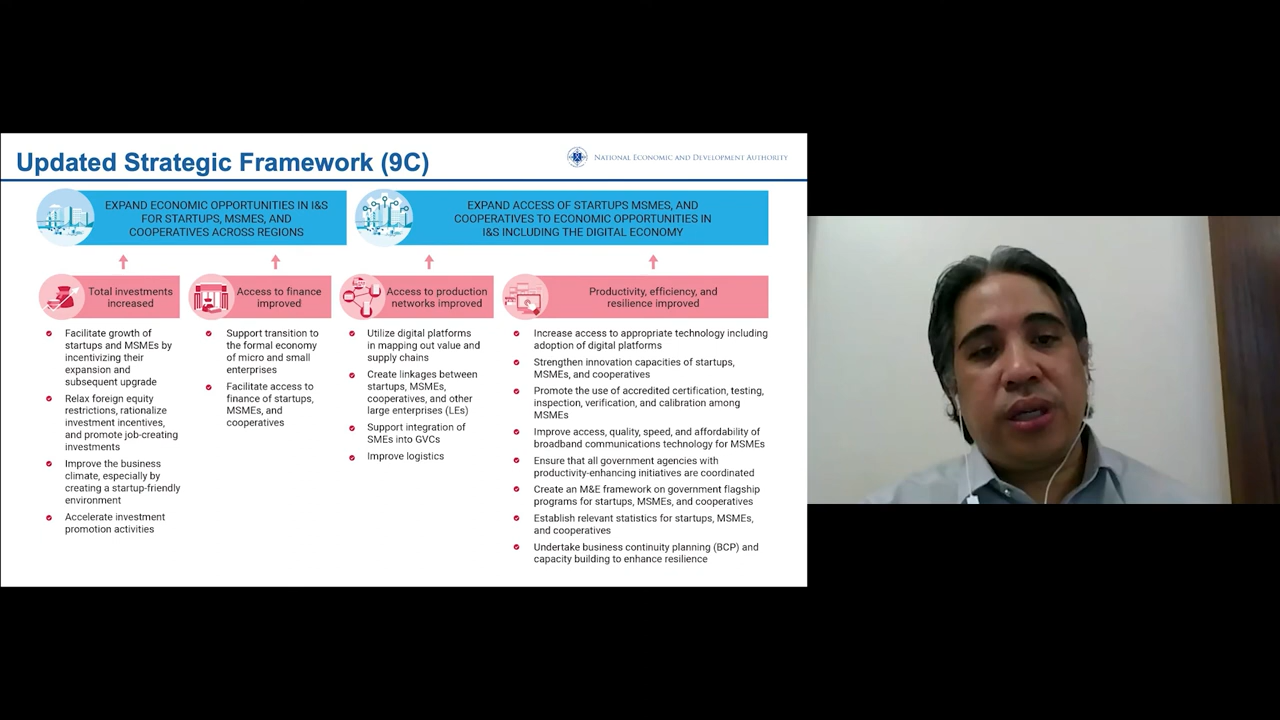 Updated Strategic Framework (9C)
NATIONAL ECONOMIC AND DEVELOPMENT AUTHORITY
EXPAND ECONOMIC OPPORTUNITIES IN I&S
FOR STARTUPS, MSMES, AND
COOPERATIVES ACROSS REGIONS
EXPAND ACCESS OF STARTUPS MSMES, AND
COOPERATIVES TO ECONOMIC OPPORTUNITIES IN
I&S INCLUDING THE DIGITAL ECONOMY
Total investments
increased
Facilitate growth of
startups and MSMEs by
incentivizing their
expansion and
subsequent upgrade
Relax foreign equity
restrictions, rationalize
investment incentives,
and promote job-creating
investments
Improve the business
climate, especially by
creating a startup-friendly
environment
Accelerate investment
promotion activities
Access to finance
improved
Support transition to
the formal economy
of micro and small
enterprises
Facilitate access to
finance of startups,
MSMEs, and
cooperatives
Access to production
networks improved
Utilize digital platforms
in mapping out value and
supply chains
Create linkages between
startups, MSMEs,
cooperatives, and other
large enterprises (LEs)
Support integration of
SMEs into GVCs
Improve logistics
Productivity, efficiency, and
resilience improved
Increase access to appropriate technology including
adoption of digital platforms
Strengthen innovation capacities of startups,
MSMEs, and cooperatives
Promote the use of accredited certification, testing,
inspection, verification, and calibration among
MSMEs
Improve access, quality, speed, and affordability of
broadband communications technology for MSMEs
Ensure that all government agencies with
productivity-enhancing initiatives are coordinated
Create an M&E framework on government flagship
programs for startups, MSMEs, and cooperatives
Establish relevant statistics for startups, MSMEs,
and cooperatives
Undertake business continuity planning (BCP) and
capacity building to enhance resilience